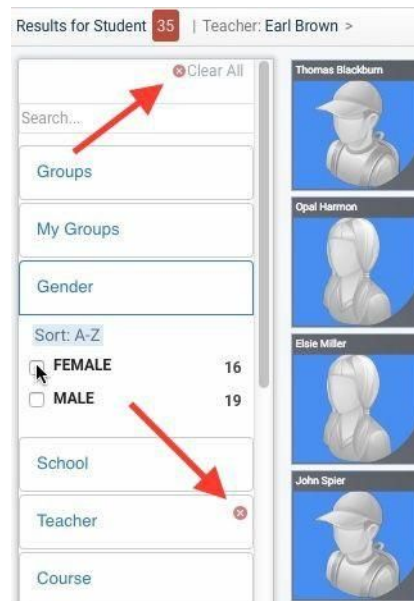 Results for Student 35 | Teacher: Earl Brown >
Clear All
Search...
Groups
My Groups
Gender
Sort: A-Z
FEMALE 16
MALE 19
School
Teacher
Course
Thomas Blackburn
Opal Harmon
Elsie Miller
John Spier